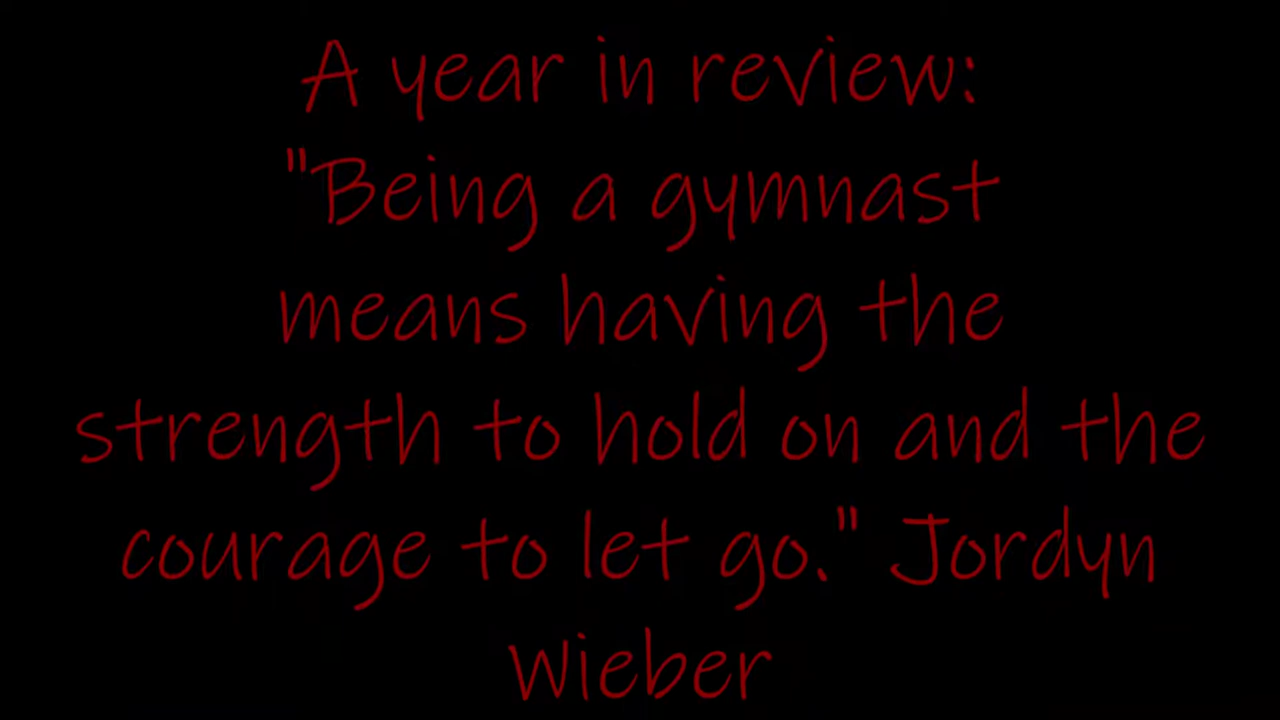 A year in review:
"Being a gymnast
means having the
strength to hold on and the
courage to let go." Jordyn
Wieber